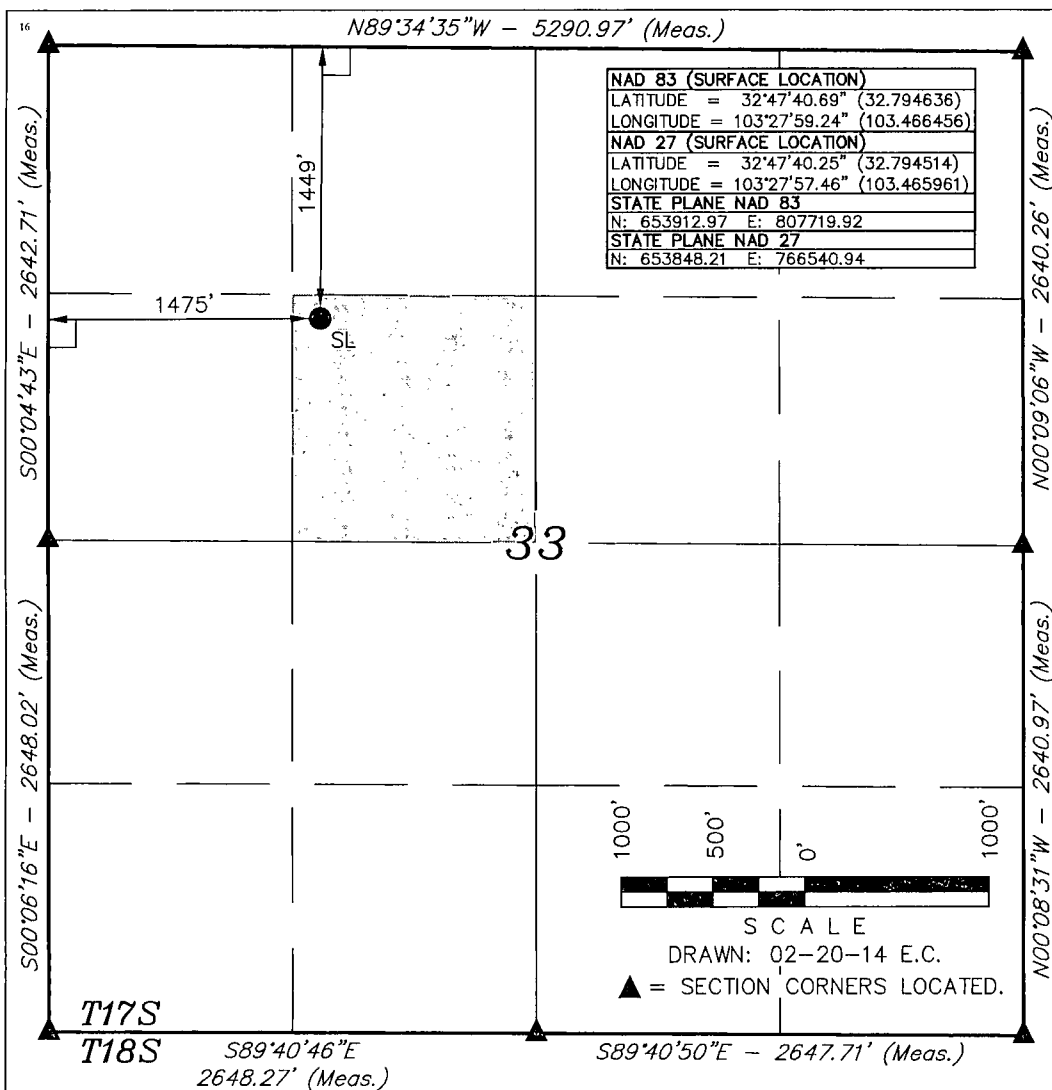 16
N89°34'35"W – 5290.97' (Meas.)
NAD 83 (SURFACE LOCATION)
LATITUDE = 32°47'40.69" (32.794636)
LONGITUDE = 103°27'59.24" (103.466456)
NAD 27 (SURFACE LOCATION)
LATITUDE = 32°47'40.25" (32.794514)
LONGITUDE = 103°27'57.46" (103.465961)
STATE PLANE NAD 83
N: 653912.97 E: 807719.92
STATE PLANE NAD 27
N: 653848.21 E: 766540.94
S00°04'43"E – 2642.71' (Meas.)
1449'
N00°09'06"W – 2640.26' (Meas.)
1475'
SL
33
S00°06'16"E – 2648.02' (Meas.)
N00°08'31"W – 2640.97' (Meas.)
1000' 500' 0' 1000'
SCALE
DRAWN: 02–20–14 E.C.
▲ = SECTION CORNERS LOCATED.
T17S
T18S
S89°40'46"E
2648.27' (Meas.)
S89°40'50"E – 2647.71' (Meas.)